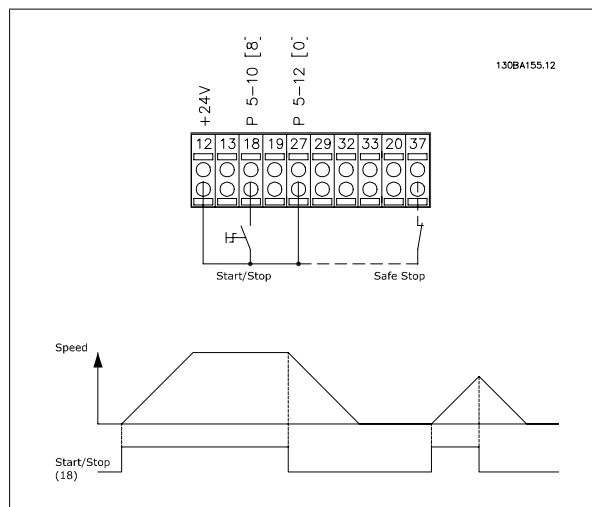 130BA155.12
+24V
P 5-10 [8]
P 5-12 [0]
12 13 18 19 27 29 32 33 20 37
Start/Stop
Safe Stop
Speed
Start/Stop
(18)